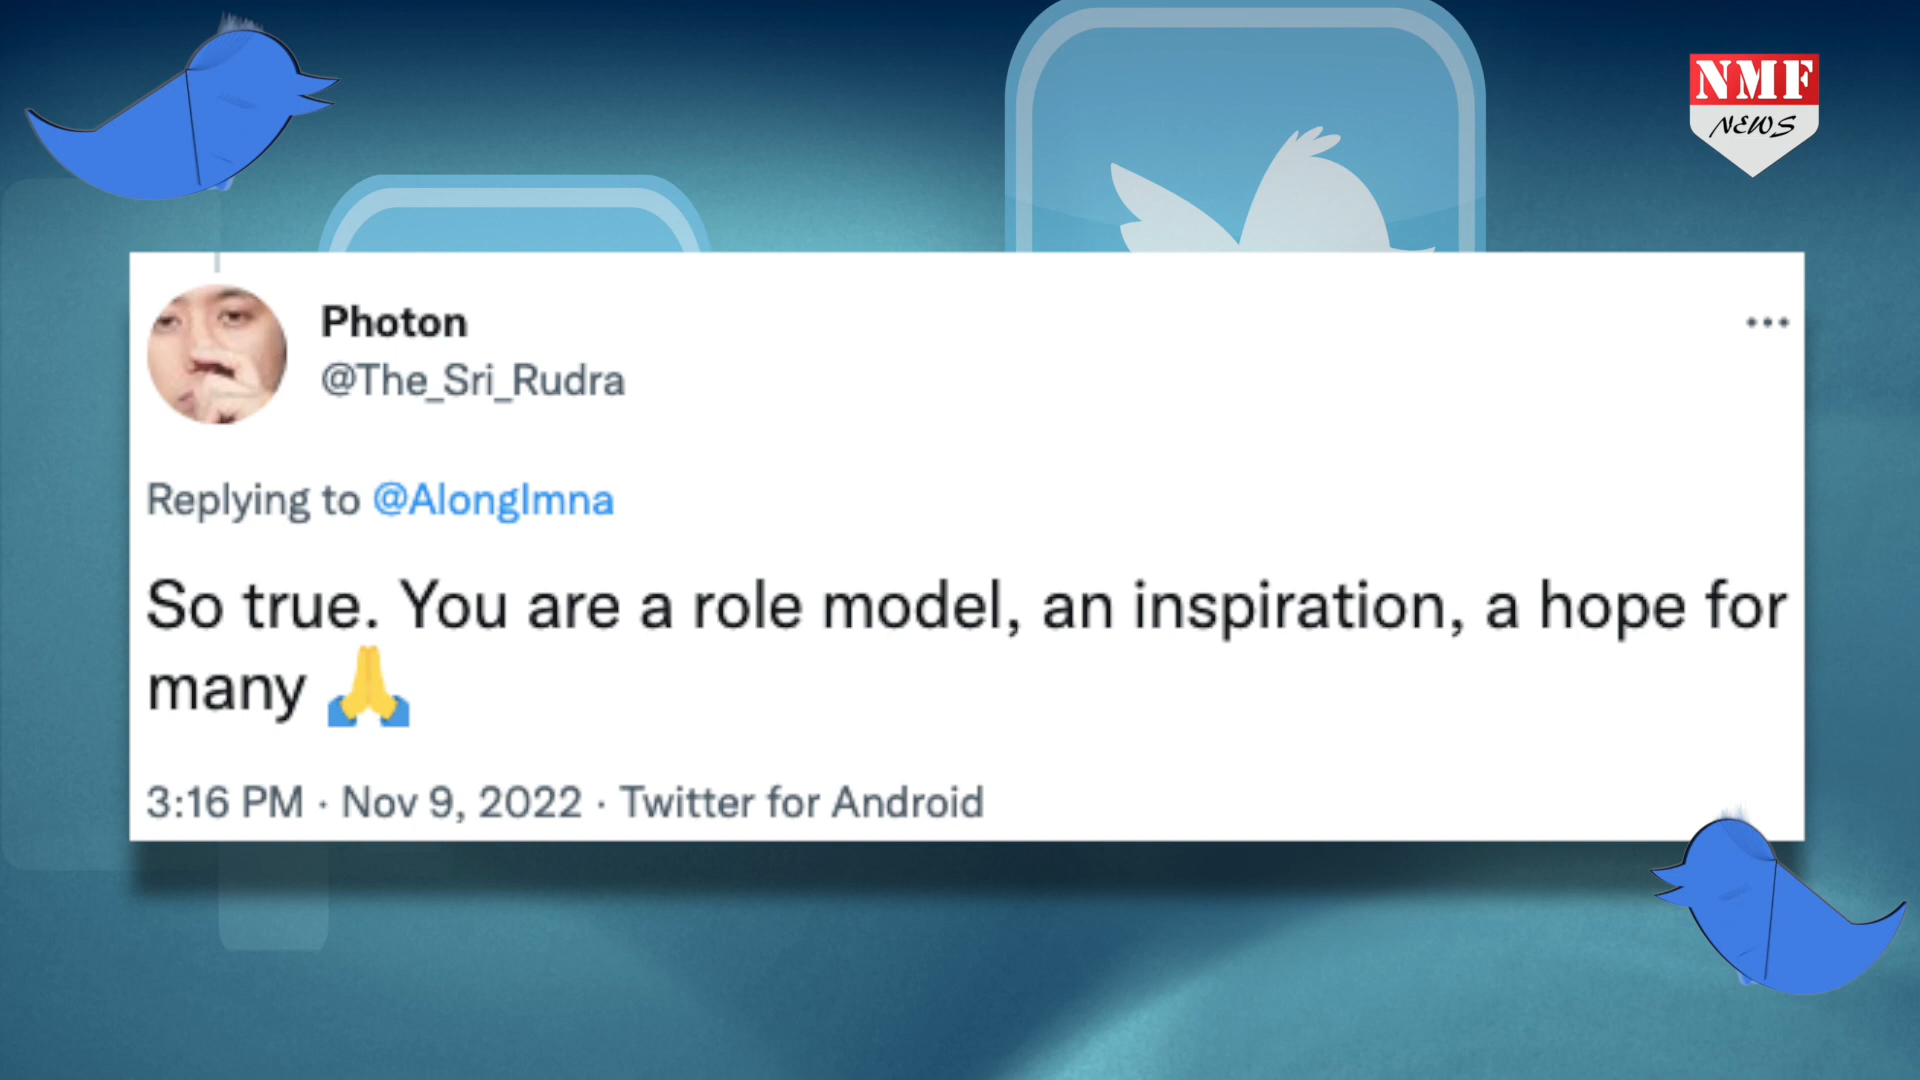 NMF
NEWS
Photon
@The_Sri_Rudra
Replying to @AlongImna
So true. You are a role model, an inspiration, a hope for
many 🙏
3:16 PM · Nov 9, 2022 · Twitter for Android